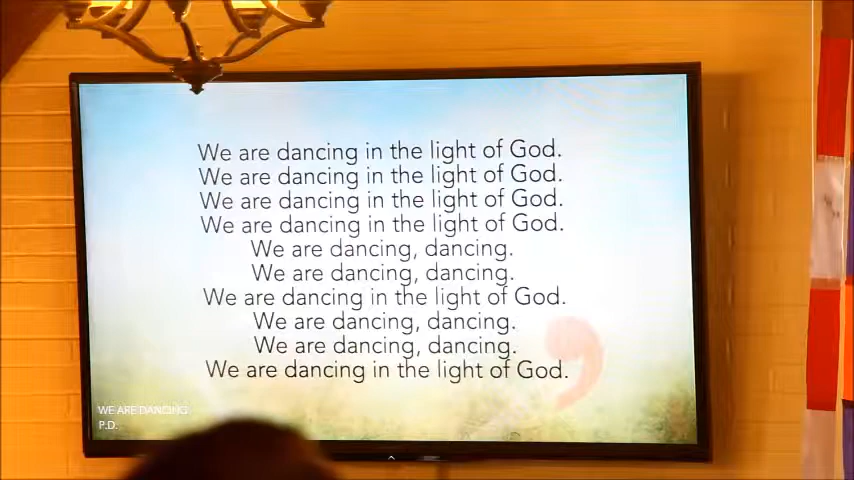 We are dancing in the light of God.
We are dancing in the light of God.
We are dancing in the light of God.
We are dancing in the light of God.
We are dancing, dancing.
We are dancing, dancing.
We are dancing in the light of God.
We are dancing, dancing.
We are dancing, dancing.
We are dancing in the light of God.
WE ARE DANCING
P.D.